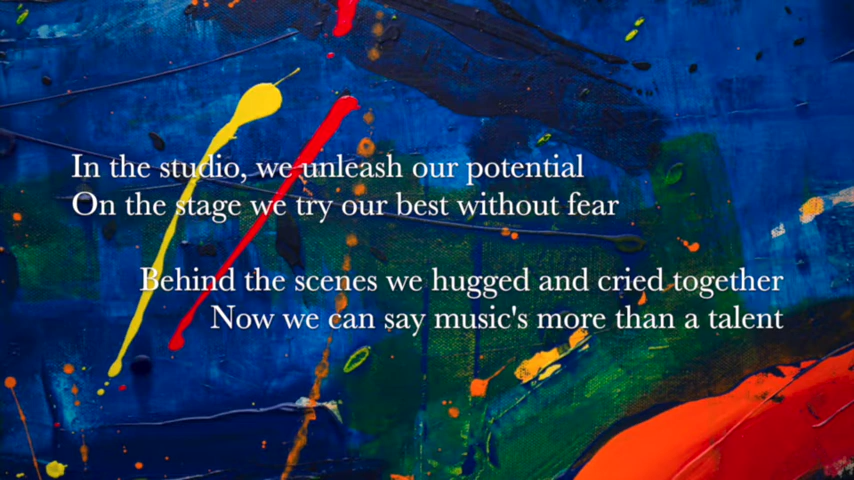 In the studio, we unleash our potential
On the stage we try our best without fear
Behind the scenes we hugged and cried together
Now we can say music's more than a talent